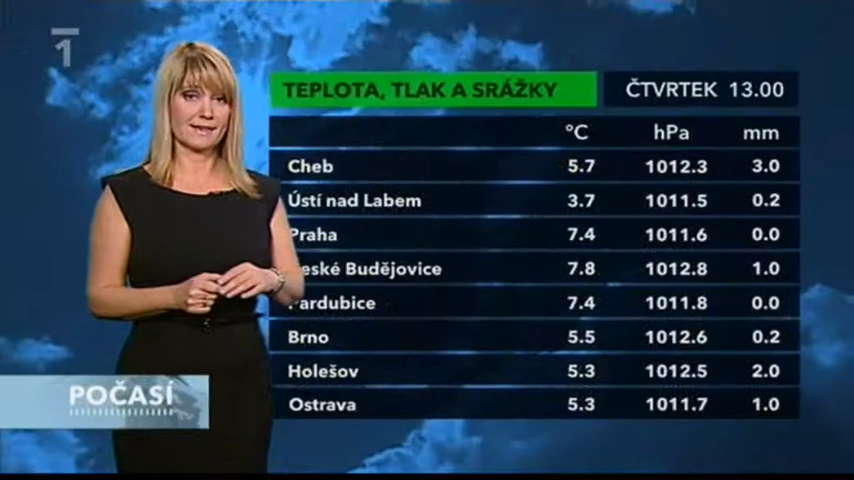 1
TEPLOTA, TLAK A SRÁŽKY
ČTVRTEK 13.00
°C hPa mm
Cheb 5.7 1012.3 3.0
Ústí nad Labem 3.7 1011.5 0.2
Praha 7.4 1011.6 0.0
České Budějovice 7.8 1012.8 1.0
Pardubice 7.4 1011.8 0.0
Brno 5.5 1012.6 0.2
Holešov 5.3 1012.5 2.0
Ostrava 5.3 1011.7 1.0
POČASÍ